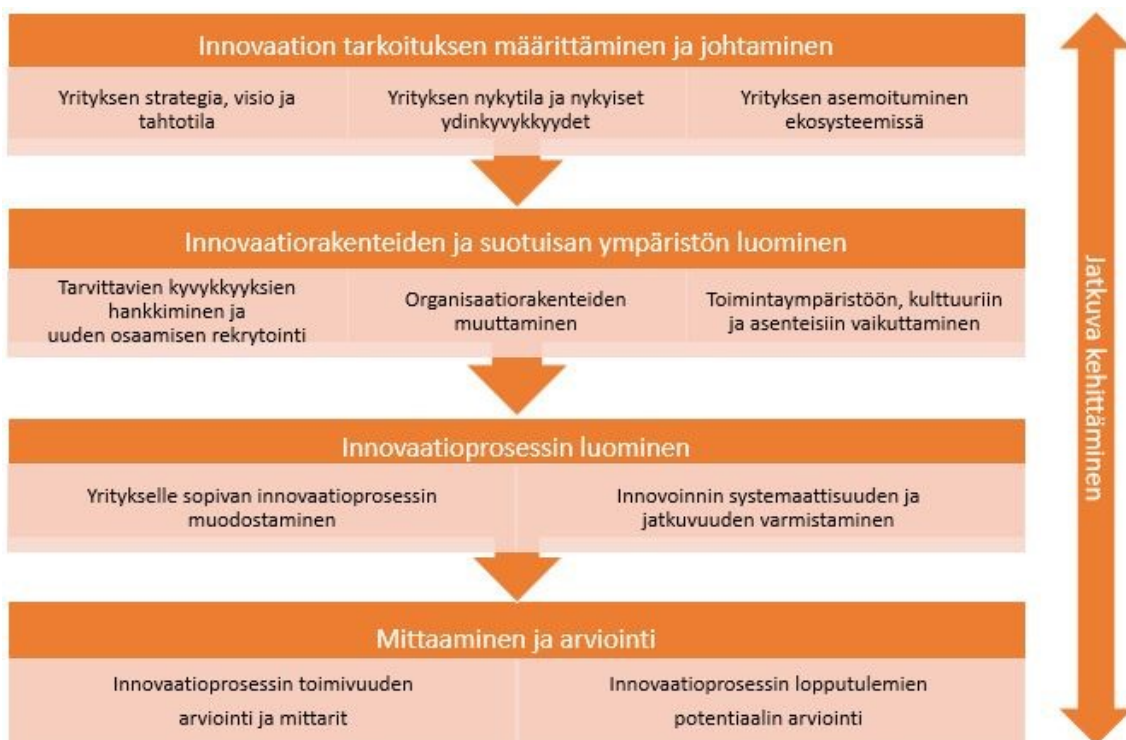 Innovaation tarkoituksen määrittäminen ja johtaminen
Yrityksen strategia, visio ja
tahtotila
Yrityksen nykytila ja nykyiset
ydinkyvykkyydet
Yrityksen asemoituminen
ekosysteemissä
Innovaatiorakenteiden ja suotuisan ympäristön luominen
Tarvittavien kyvykkyyksien
hankkiminen ja
uuden osaamisen rekrytointi
Organisaatiorakenteiden
muuttaminen
Toimintaympäristöön, kulttuuriin
ja asenteisiin vaikuttaminen
Innovaatioprosessin luominen
Yritykselle sopivan innovaatioprosessin
muodostaminen
Innovoinnin systemaattisuuden ja
jatkuvuuden varmistaminen
Mittaaminen ja arviointi
Innovaatioprosessin toimivuuden
arviointi ja mittarit
Innovaatioprosessin lopputulemien
potentiaalin arviointi
Jatkuva kehittäminen